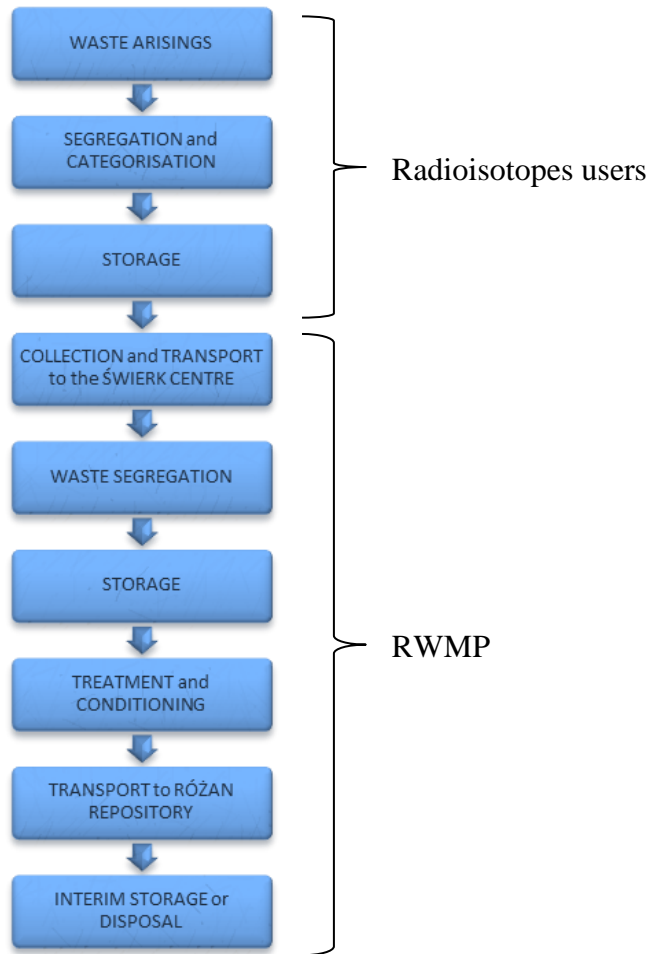 WASTE ARISINGS
SEGREGATION and
CATEGORISATION
Radioisotopes users
STORAGE
COLLECTION and TRANSPORT
to the ŚWIERK CENTRE
WASTE SEGREGATION
STORAGE
RWMP
TREATMENT and
CONDITIONING
TRANSPORT to RÓŻAN
REPOSITORY
INTERIM STORAGE or
DISPOSAL